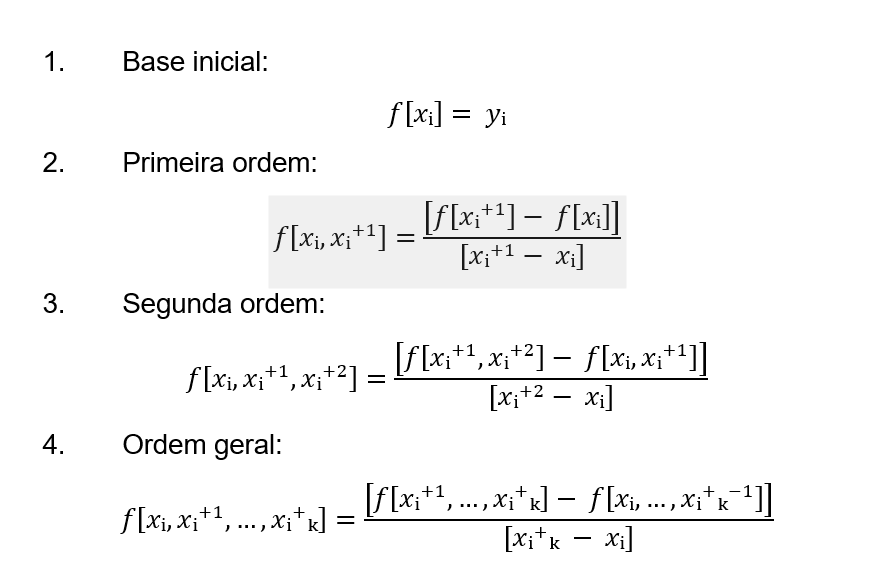 1. Base inicial:
f[xᵢ] = yᵢ
2. Primeira ordem:
f[xᵢ, xᵢ⁺¹] = [f[xᵢ⁺¹] − f[xᵢ]] / [xᵢ⁺¹ − xᵢ]
3. Segunda ordem:
f[xᵢ, xᵢ⁺¹, xᵢ⁺²] = [f[xᵢ⁺¹, xᵢ⁺²] − f[xᵢ, xᵢ⁺¹]] / [xᵢ⁺² − xᵢ]
4. Ordem geral:
f[xᵢ, xᵢ⁺¹, ..., xᵢ⁺ₖ] = [f[xᵢ⁺¹, ..., xᵢ⁺ₖ] − f[xᵢ, ..., xᵢ⁺ₖ⁻¹]] / [xᵢ⁺ₖ − xᵢ]